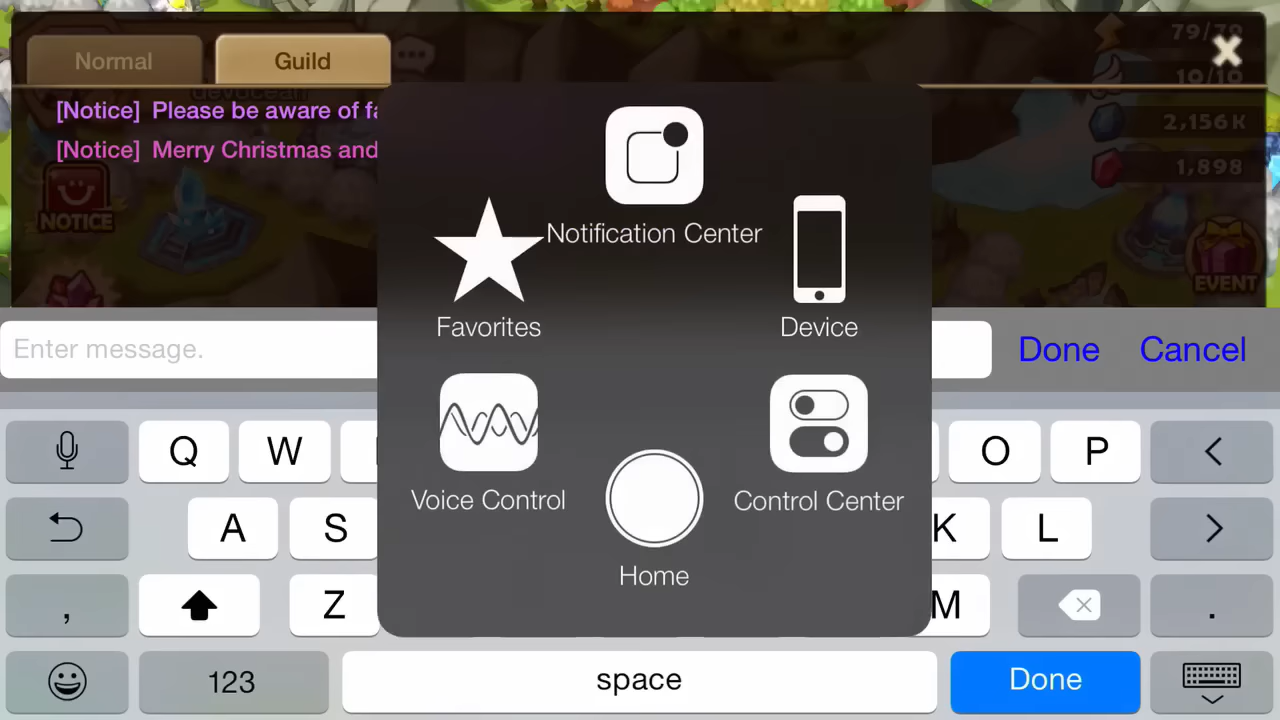 79/79
Normal
Guild
10/10
[Notice] Please be aware of fa
2,156K
[Notice] Merry Christmas and
1,898
NOTICE
Notification Center
EVENT
Favorites
Device
Enter message.
Done
Cancel
Q
W
O
P
<
Voice Control
Control Center
A
S
K
L
>
Home
,
Z
M
.
123
space
Done